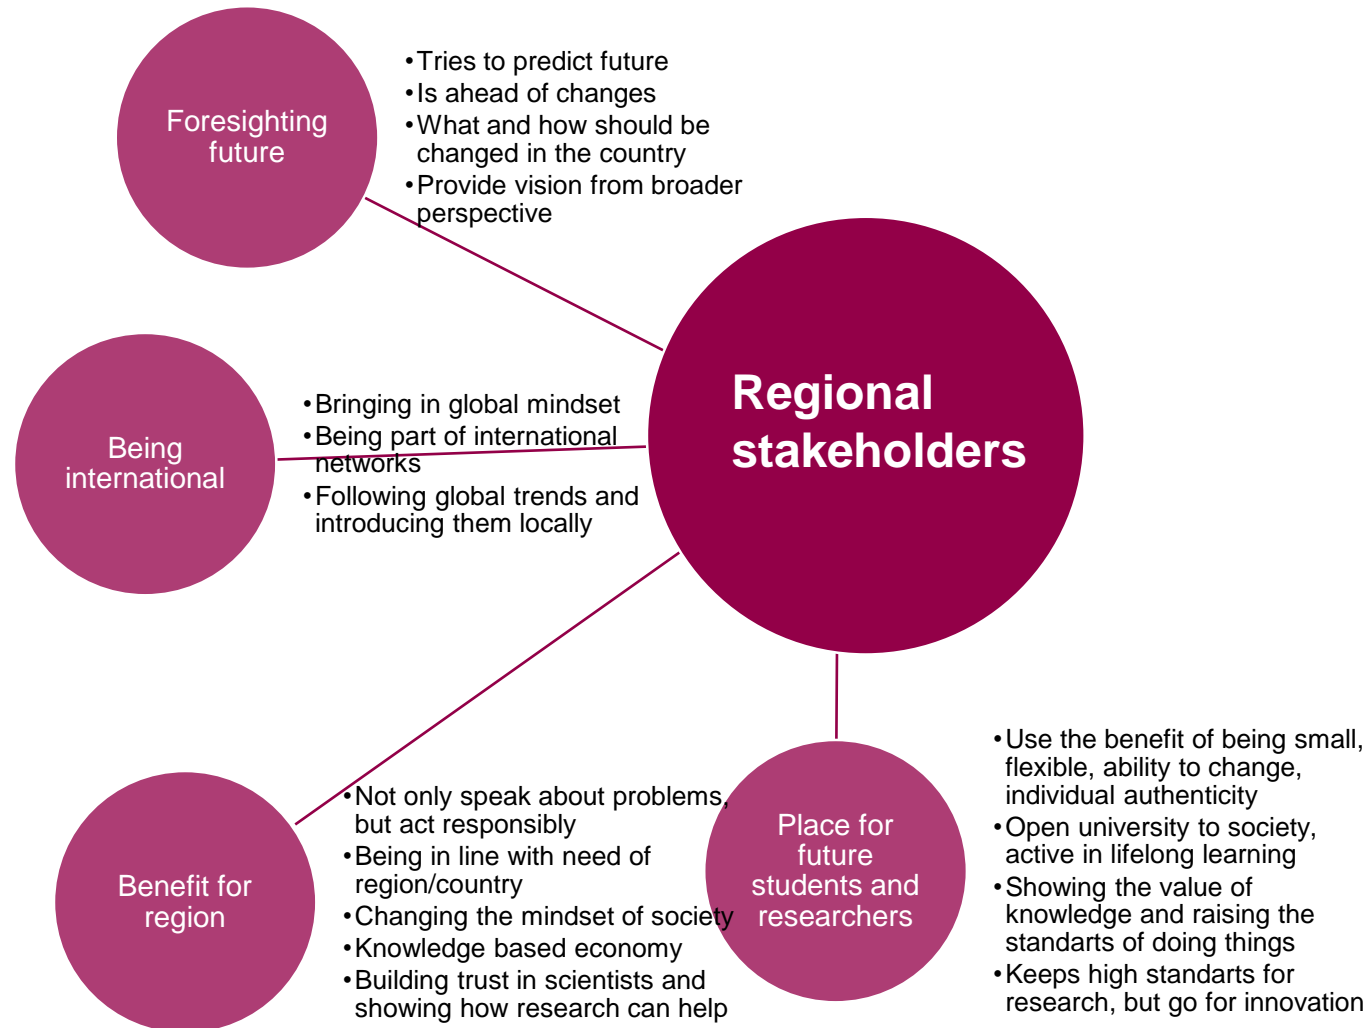 Foresighting
future
•Tries to predict future
•Is ahead of changes
•What and how should be
changed in the country
•Provide vision from broader
perspective
Regional
stakeholders
Being
international
•Bringing in global mindset
•Being part of international
networks
•Following global trends and
introducing them locally
Benefit for
region
•Not only speak about problems,
but act responsibly
•Being in line with need of
region/country
•Changing the mindset of society
•Knowledge based economy
•Building trust in scientists and
showing how research can help
Place for
future
students and
researchers
•Use the benefit of being small,
flexible, ability to change,
individual authenticity
•Open university to society,
active in lifelong learning
•Showing the value of
knowledge and raising the
standarts of doing things
•Keeps high standarts for
research, but go for innovation